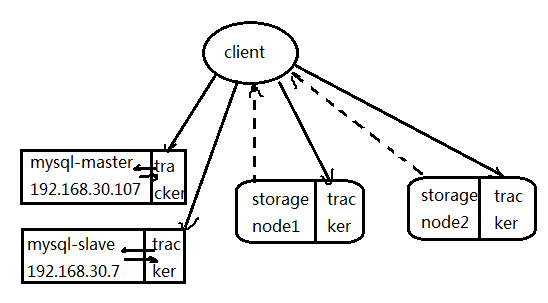 client
mysql-master
192.168.30.107
tra
cker
mysql-slave
192.168.30.7
trac
ker
storage
node1
trac
ker
storage
node2
trac
ker